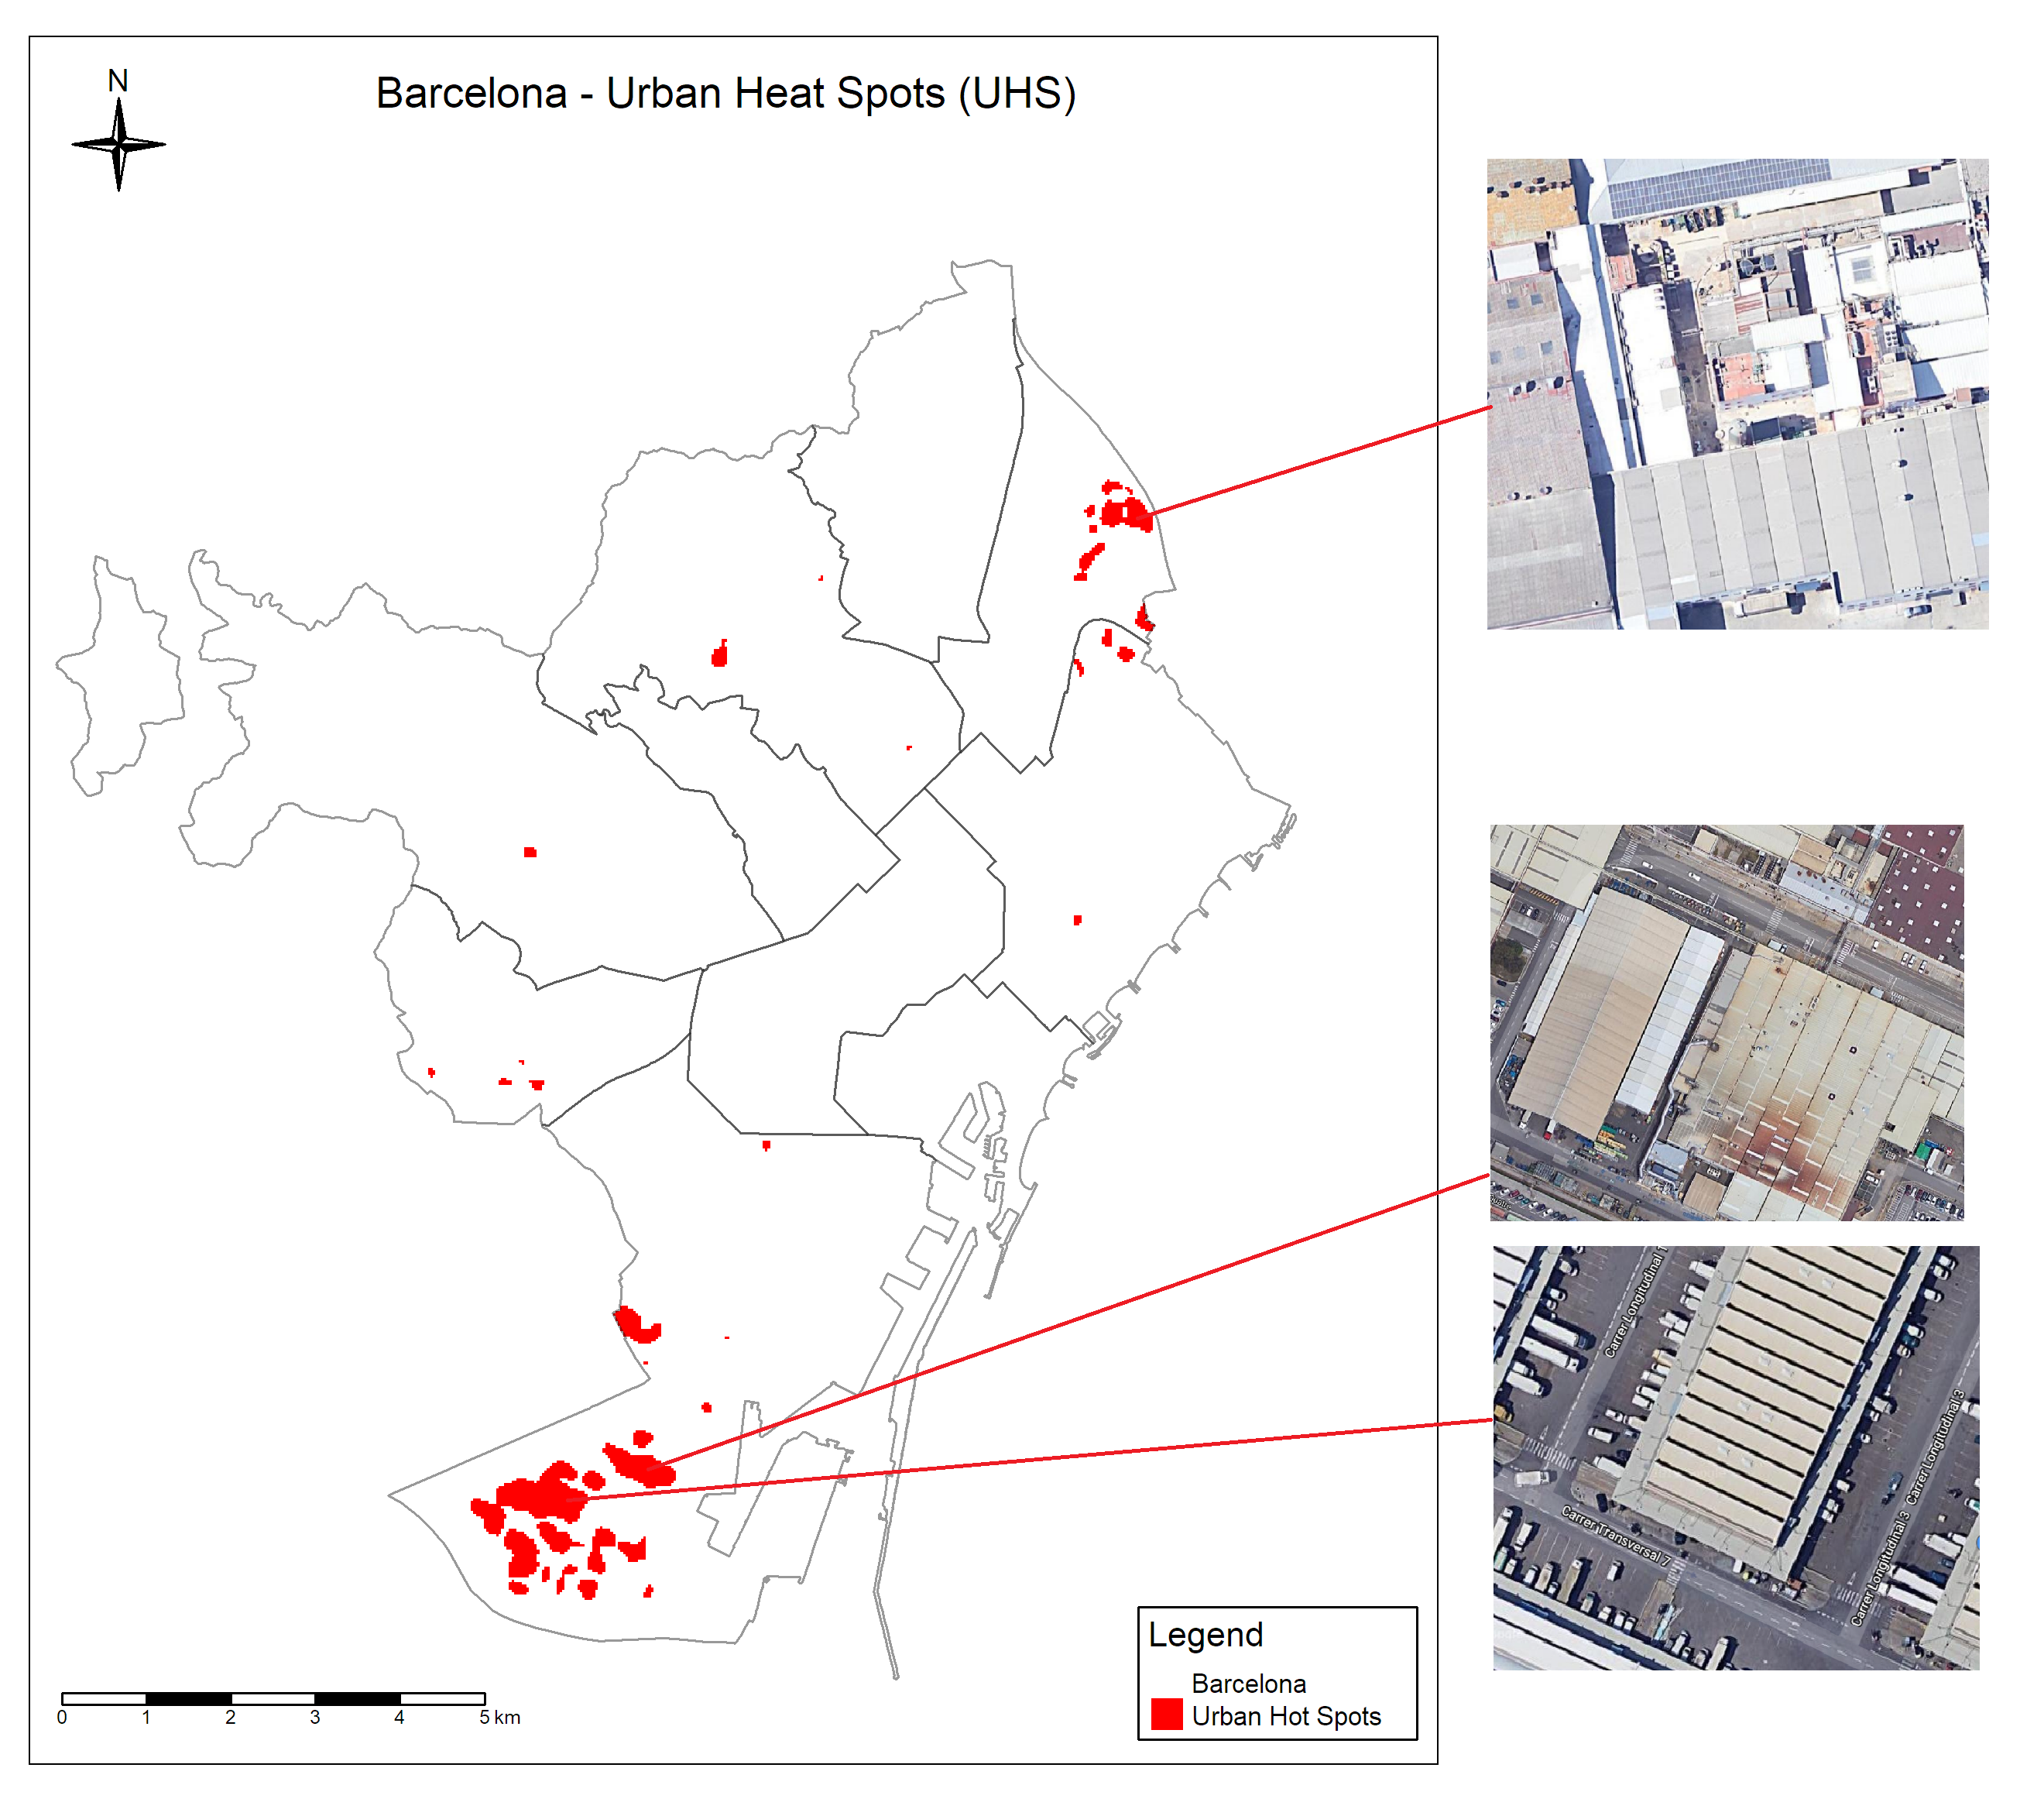 Barcelona - Urban Heat Spots (UHS)
N
Carrer Longitudinal 1
Carrer Longitudinal 3
Carrer Longitudinal 3
Carrer Transversal 7
Legend
Barcelona
Urban Hot Spots
0 1 2 3 4 5 km